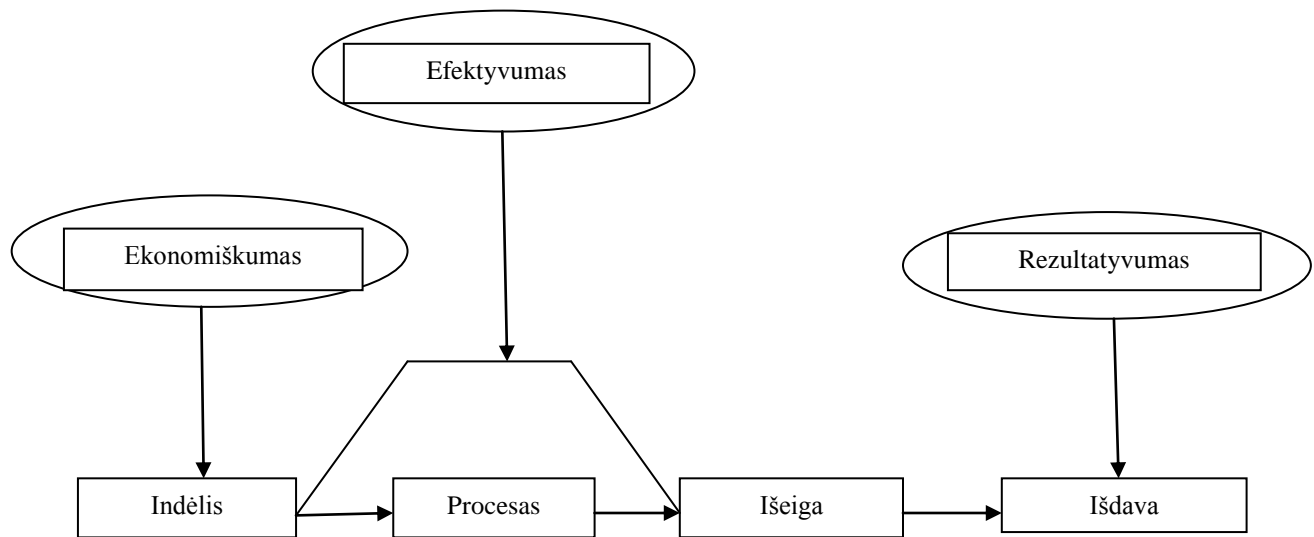 Efektyvumas
Ekonomiškumas
Rezultatyvumas
Indėlis
Procesas
Išeiga
Išdava